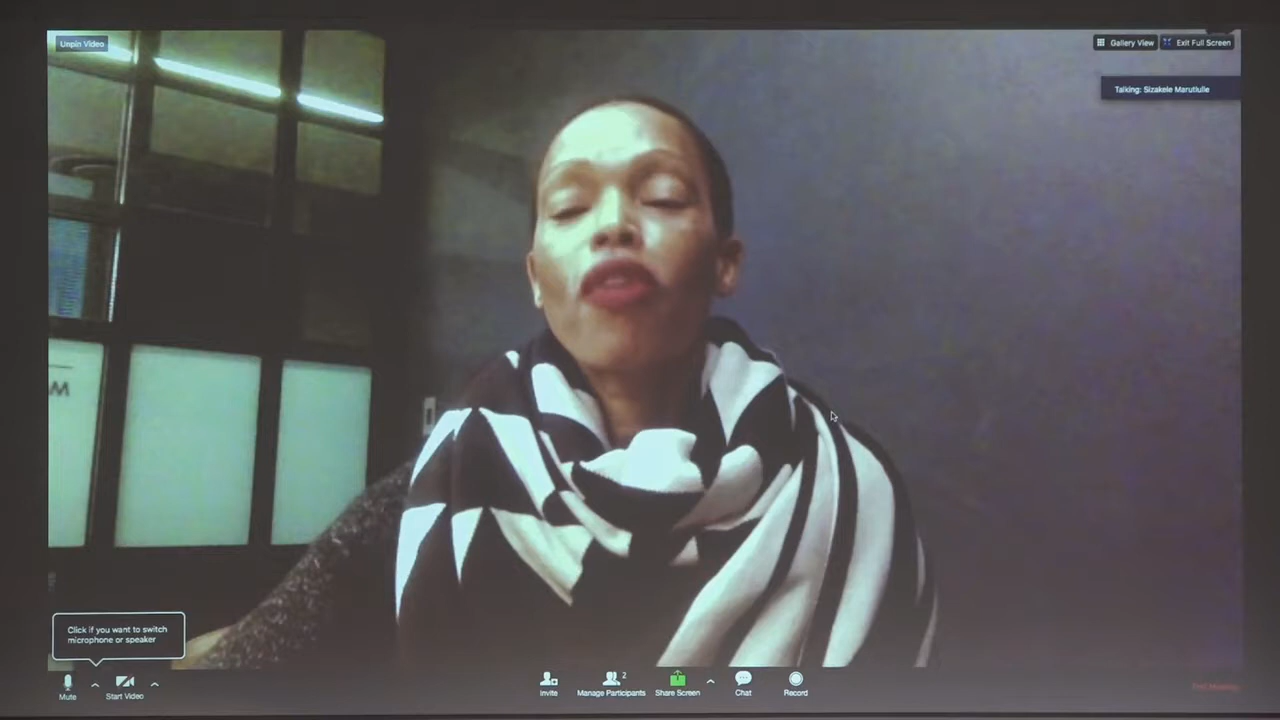 Unpin Video
Gallery View
Exit Full Screen
Talking: Sizakele Marutlulle
M
Click if you want to switch
microphone or speaker
Mute
Start Video
Invite
Manage Participants
2
Share Screen
Chat
Record